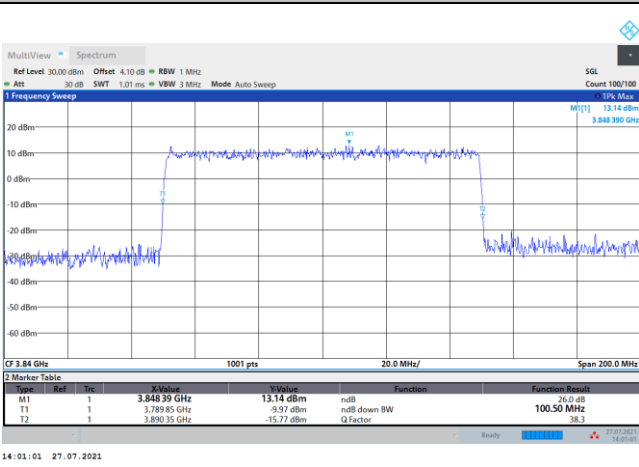 MultiView Spectrum
Ref Level 30.00 dBm Offset 4.10 dB RBW 1 MHz SGL
Att 30 dB SWT 1.01 ms VBW 3 MHz Mode Auto Sweep Count 100/100
1 Frequency Sweep 1Pk Max
M1[1] 13.14 dBm
3.848 390 GHz
20 dBm
M1
10 dBm
0 dBm
T1
-10 dBm
T2
-20 dBm
-30 dBm
-40 dBm
-50 dBm
-60 dBm
CF 3.84 GHz 1001 pts 20.0 MHz/ Span 200.0 MHz
2 Marker Table
Type Ref Trc X-Value Y-Value Function Function Result
M1 1 3.848 39 GHz 13.14 dBm ndB 26.0 dB
T1 1 3.789 85 GHz -9.97 dBm ndB down BW 100.50 MHz
T2 1 3.890 35 GHz -15.77 dBm Q Factor 38.3
Ready 27.07.2021
14:01:01
14:01:01 27.07.2021